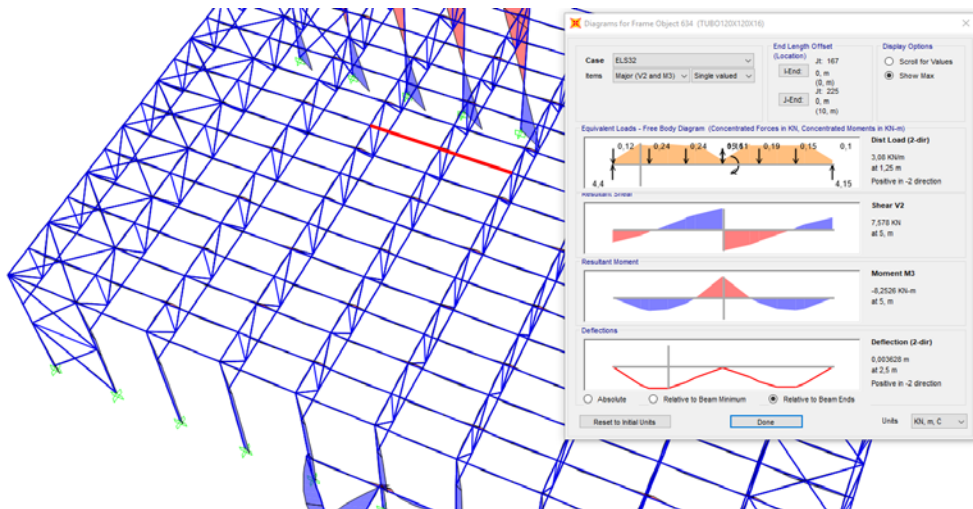 Diagrams for Frame Object 634 (TUBO120X120X16)
Case ELS32
Items Major (V2 and M3) Single valued
End Length Offset
(Location)
I-End: Jt: 167
0, m
(0, m)
J-End: Jt: 225
0, m
(10, m)
Display Options
Scroll for Values
Show Max
Equivalent Loads - Free Body Diagram (Concentrated Forces in KN, Concentrated Moments in KN-m)
0,12 0,24 0,24 0,19 0,15 0,1
4,4 4,15
Dist Load (2-dir)
3,08 KN/m
at 1,25 m
Positive in -2 direction
Resultant Shear
Shear V2
7,578 KN
at 5, m
Resultant Moment
Moment M3
-8,2526 KN-m
at 5, m
Deflections
Deflection (2-dir)
0,003628 m
at 2,5 m
Positive in -2 direction
Absolute Relative to Beam Minimum Relative to Beam Ends
Reset to Initial Units Done Units KN, m, C